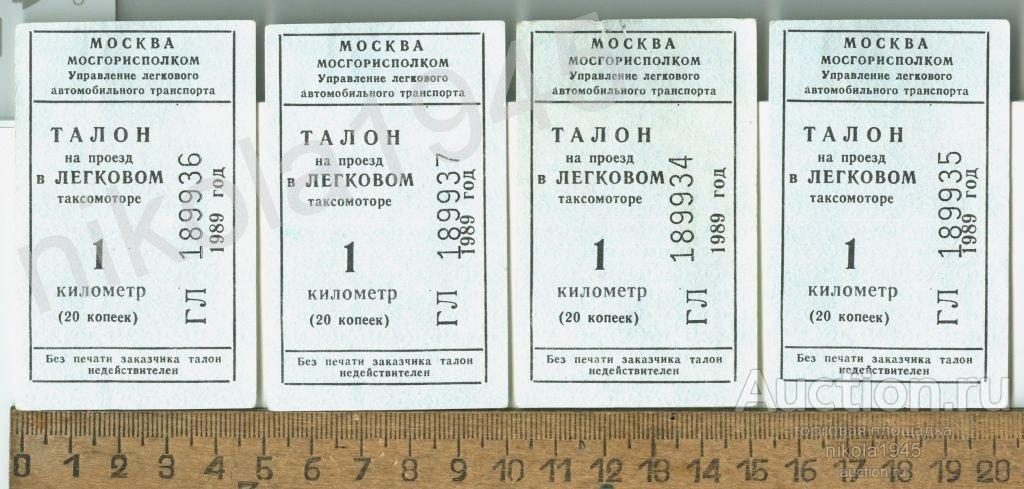 МОСКВА
МОСГОРИСПОЛКОМ
Управление легкового
автомобильного транспорта
ТАЛОН
на проезд
в ЛЕГКОВОМ
таксомоторе
1
километр
(20 копеек)
ГЛ 189936
1989 год
Без печати заказчика талон
недействителен
МОСКВА
МОСГОРИСПОЛКОМ
Управление легкового
автомобильного транспорта
ТАЛОН
на проезд
в ЛЕГКОВОМ
таксомоторе
1
километр
(20 копеек)
ГЛ 189937
1989 год
Без печати заказчика талон
недействителен
МОСКВА
МОСГОРИСПОЛКОМ
Управление легкового
автомобильного транспорта
ТАЛОН
на проезд
в ЛЕГКОВОМ
таксомоторе
1
километр
(20 копеек)
ГЛ 189934
1989 год
Без печати заказчика талон
недействителен
МОСКВА
МОСГОРИСПОЛКОМ
Управление легкового
автомобильного транспорта
ТАЛОН
на проезд
в ЛЕГКОВОМ
таксомоторе
1
километр
(20 копеек)
ГЛ 189935
1989 год
Без печати заказчика талон
недействителен
nikola1945
Auction.ru
торговая площадка
nikola1945
auction.ru
0 1 2 3 4 5 6 7 8 9 10 11 12 13 14 15 16 17 18 19 20